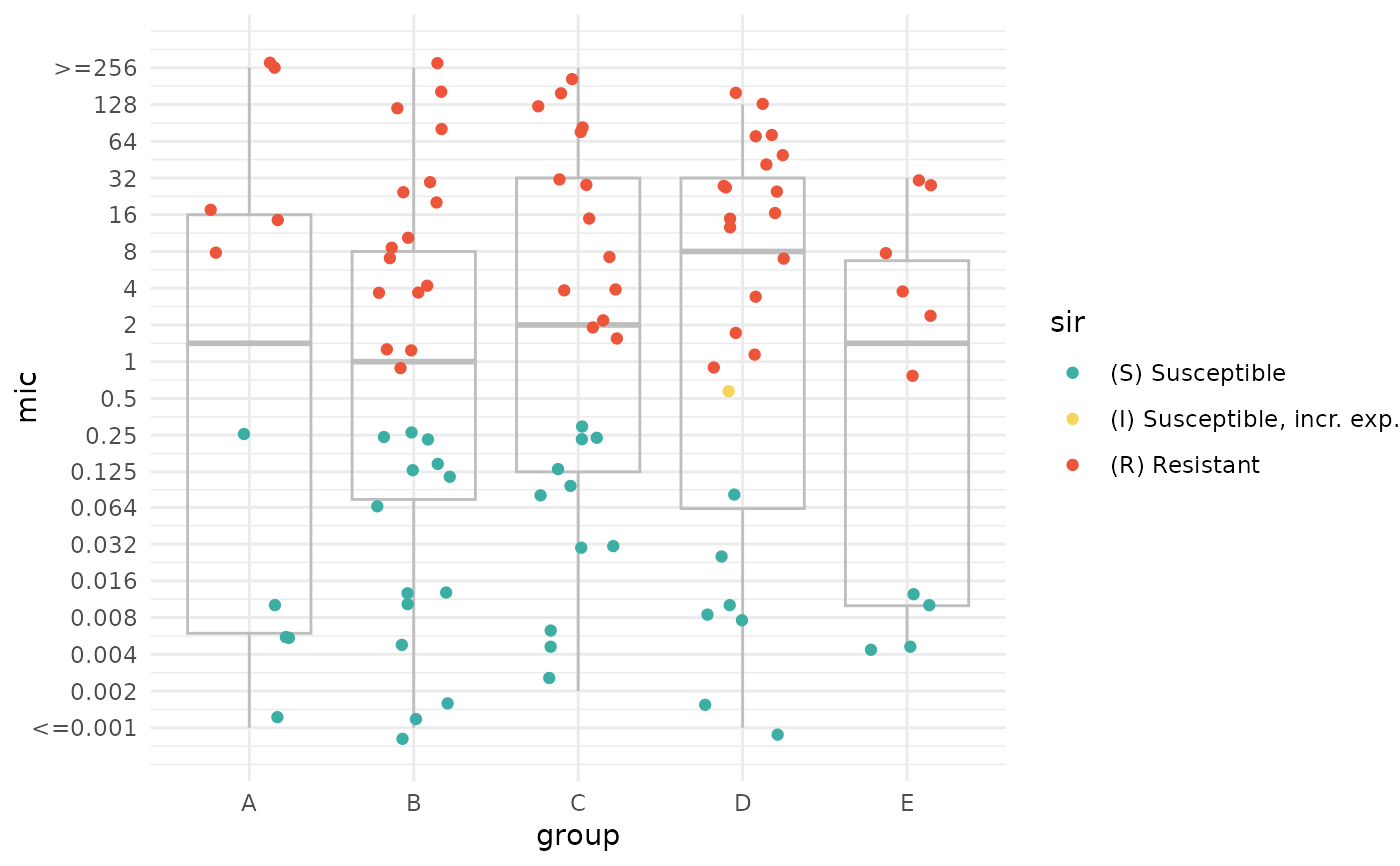 >=256
128
64
32
16
8
4
2
1
0.5
0.25
0.125
0.064
0.032
0.016
0.008
0.004
0.002
<=0.001
mic
A B C D E
group
sir
(S) Susceptible
(I) Susceptible, incr. exp.
(R) Resistant